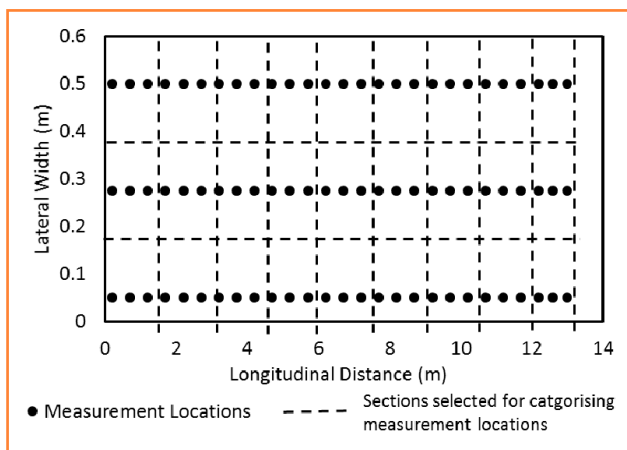 0.6
0.5
0.4
0.3
0.2
0.1
0
Lateral Width (m)
0 2 4 6 8 10 12 14
Longitudinal Distance (m)
Measurement Locations
Sections selected for catgorising
measurement locations